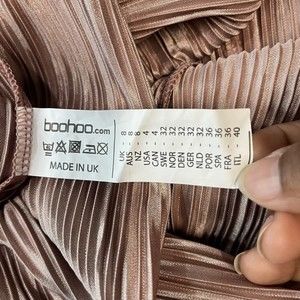 boohoo.com
MADE IN UK
UK 8
AUS 8
NZ 8
USA 4
CAN 4
SWE 32
NOR 32
DEN 32
GER 32
NLD 32
POR 36
SPA 36
FRA 36
ITL 40